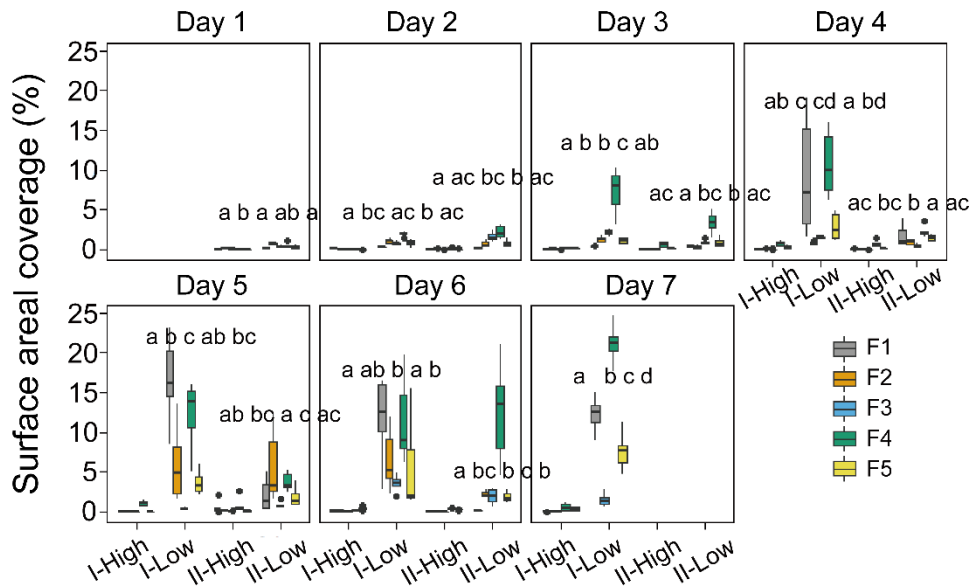 Day 1
Day 2
Day 3
Day 4
Surface areal coverage (%)
25
20
15
10
5
0
a b a ab a
a bc ac b ac
a ac bc b ac
a b b c ab
ac a bc b ac
ab c cd a bd
ac bc b a ac
I-High
I-Low
II-High
II-Low
Day 5
Day 6
Day 7
25
20
15
10
5
0
a b c ab bc
ab bc a c ac
a ab b a b
a bc b d b
a b c d
I-High
I-Low
II-High
II-Low
I-High
I-Low
II-High
II-Low
I-High
I-Low
II-High
II-Low
F1
F2
F3
F4
F5